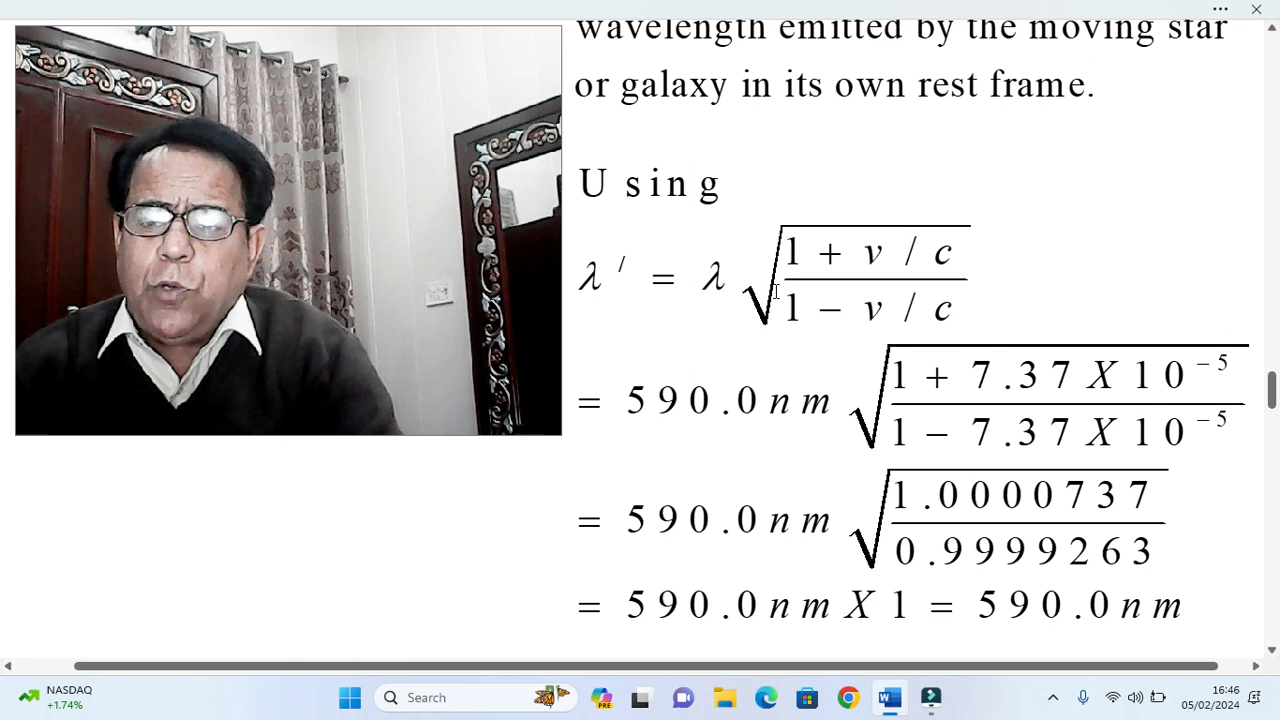 wavelength emitted by the moving star
or galaxy in its own rest frame.
Using
λ / = λ √ 1 + v / c
1 − v / c
= 590.0 nm √ 1 + 7.37 X 10 −5
1 − 7.37 X 10 −5
= 590.0 nm √ 1.0000737
0.9999263
= 590.0 nm X 1 = 590.0 nm
NASDAQ
+1.74%
Search
PRE
W
16:46
05/02/2024